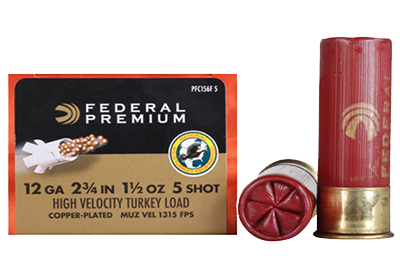 PFC156F 5
FEDERAL
PREMIUM
12 GA 2¾ IN 1½ OZ 5 SHOT
HIGH VELOCITY TURKEY LOAD
COPPER-PLATED MUZ VEL 1315 FPS
FEDERAL